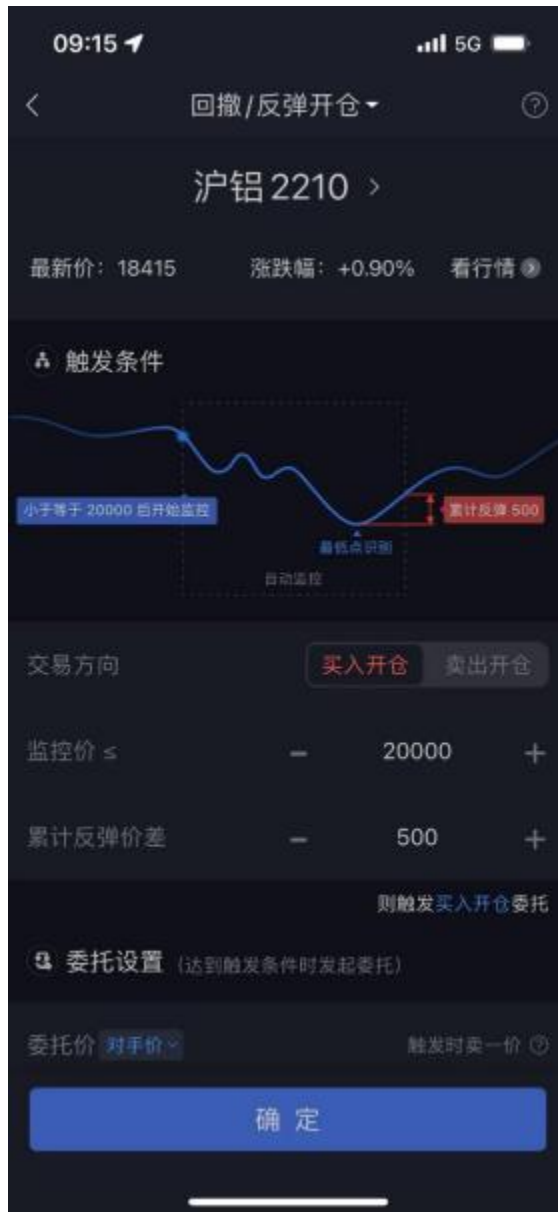 09:15 5G
回撤/反弹开仓
沪铝2210
最新价：18415 涨跌幅：+0.90% 看行情
触发条件
小于等于 20000 后开始监控
累计反弹 500
最低点识别
自动监控
交易方向 买入开仓 卖出开仓
监控价 ≤ − 20000 +
累计反弹价差 − 500 +
则触发买入开仓委托
委托设置 (达到触发条件时发起委托)
委托价 对手价 触发时卖一价
确定